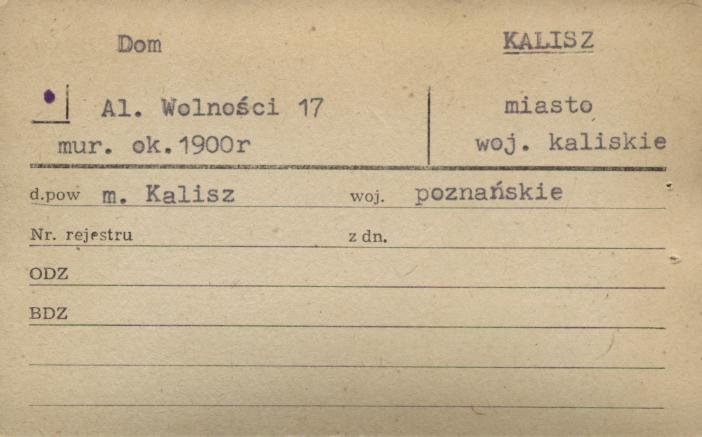 Dom KALISZ
Al. Wolności 17 miasto
mur. ok.1900r woj. kaliskie
d.pow m. Kalisz woj. poznańskie
Nr. rejestru z dn.
ODZ
BDZ